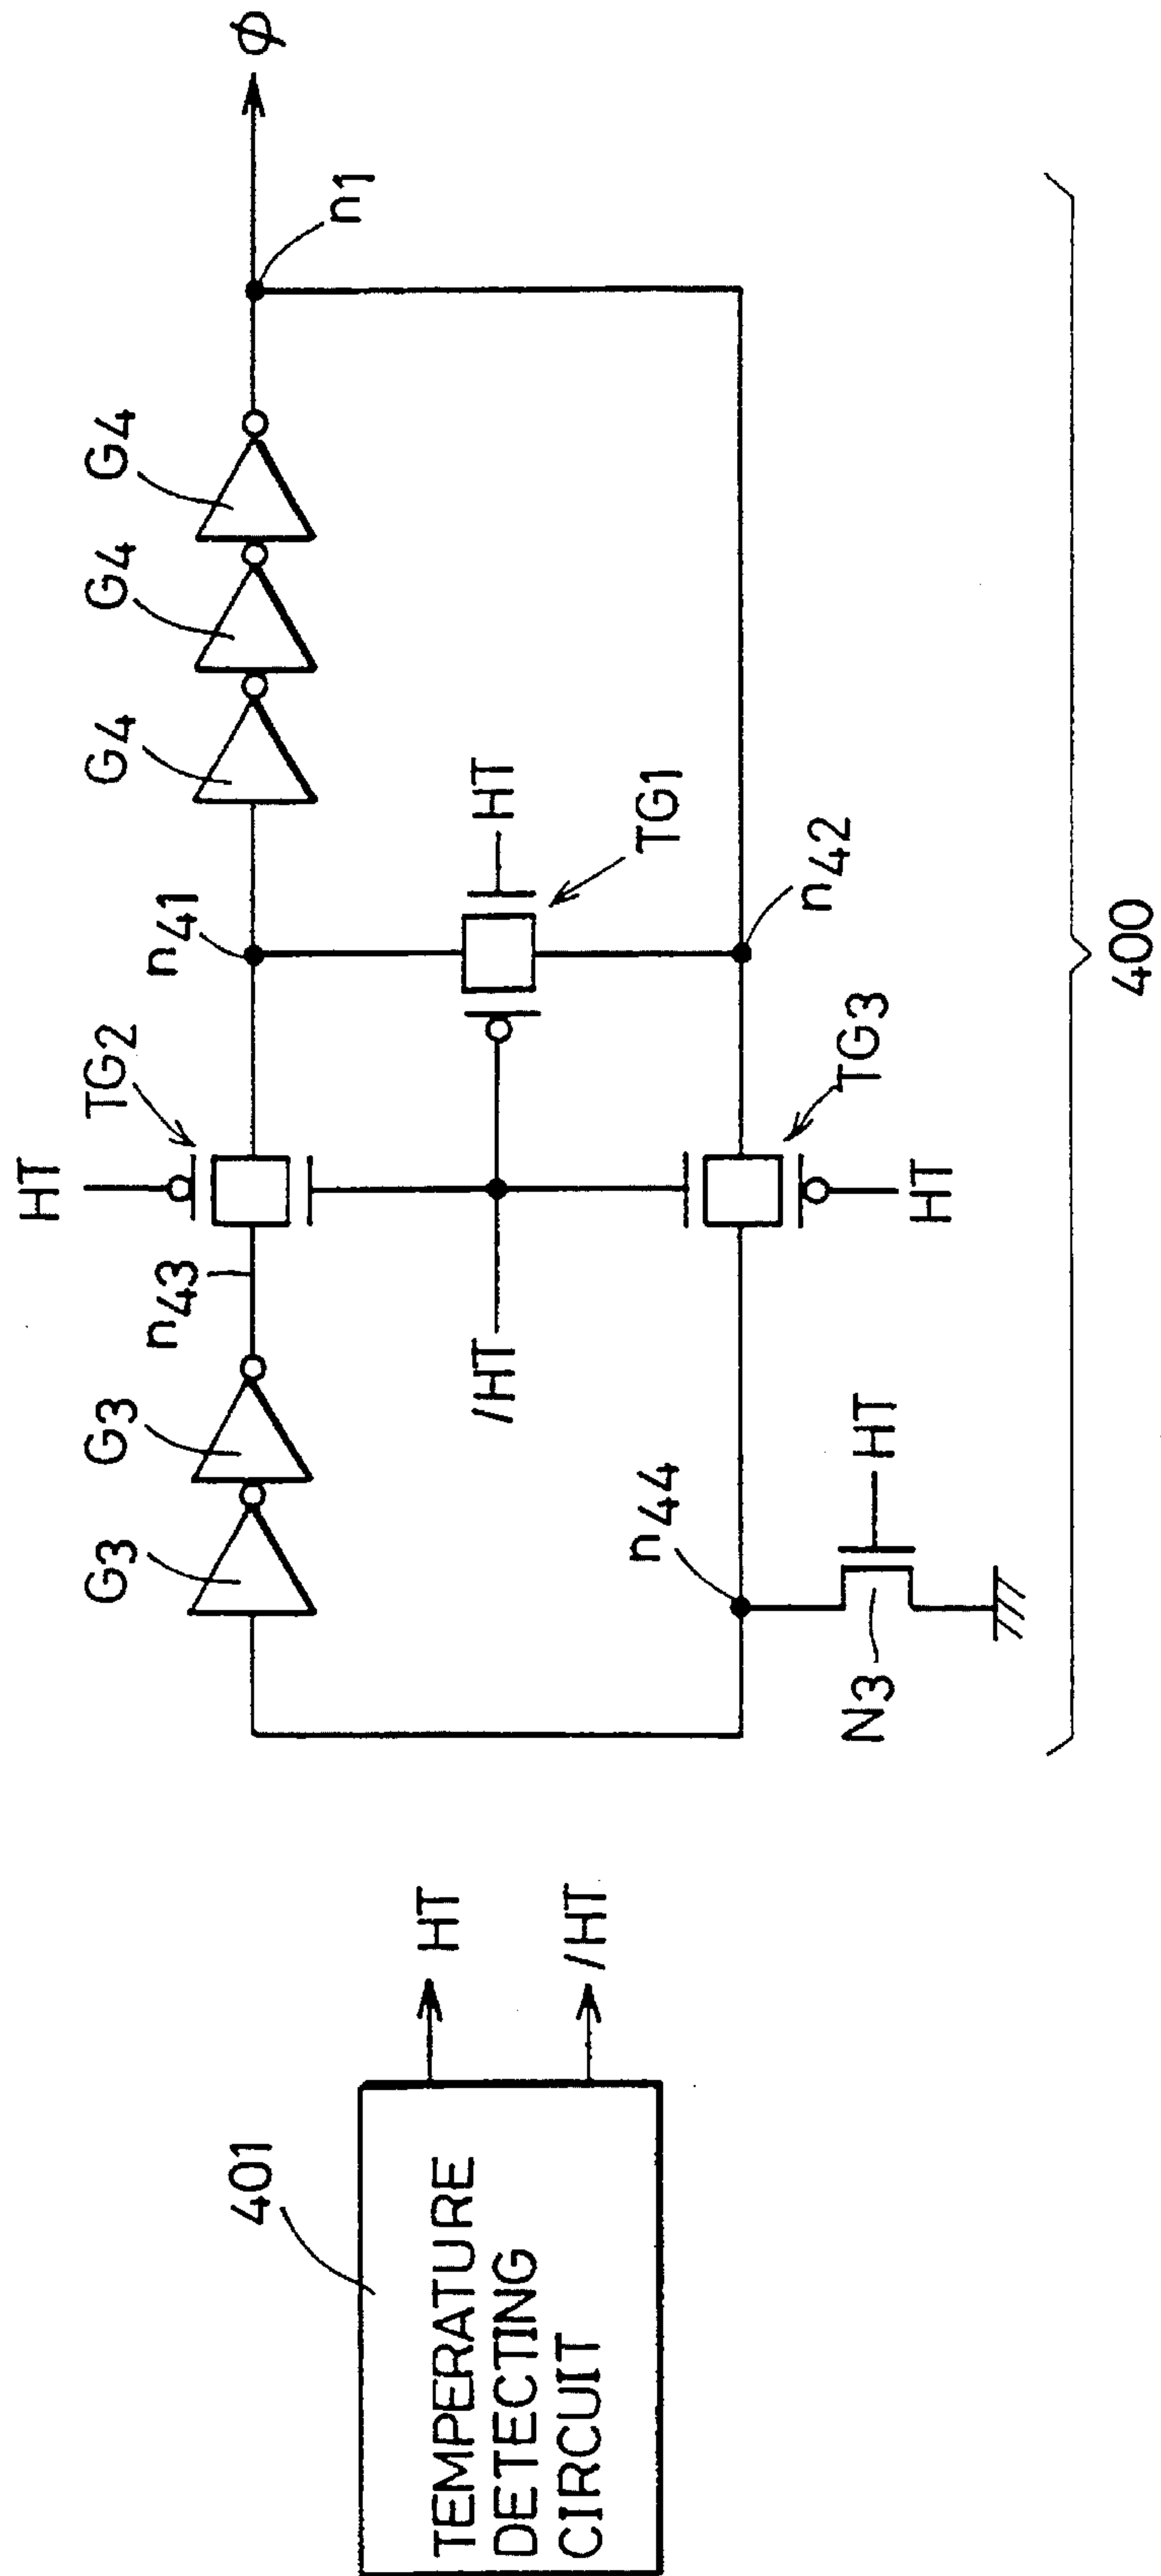 401
TEMPERATURE
DETECTING
CIRCUIT
HT
/HT
HT
TG2
G3
G3
n43
n41
G4
G4
G4
n1
ϕ
/HT
HT
TG1
n44
n42
TG3
HT
N3
HT
400